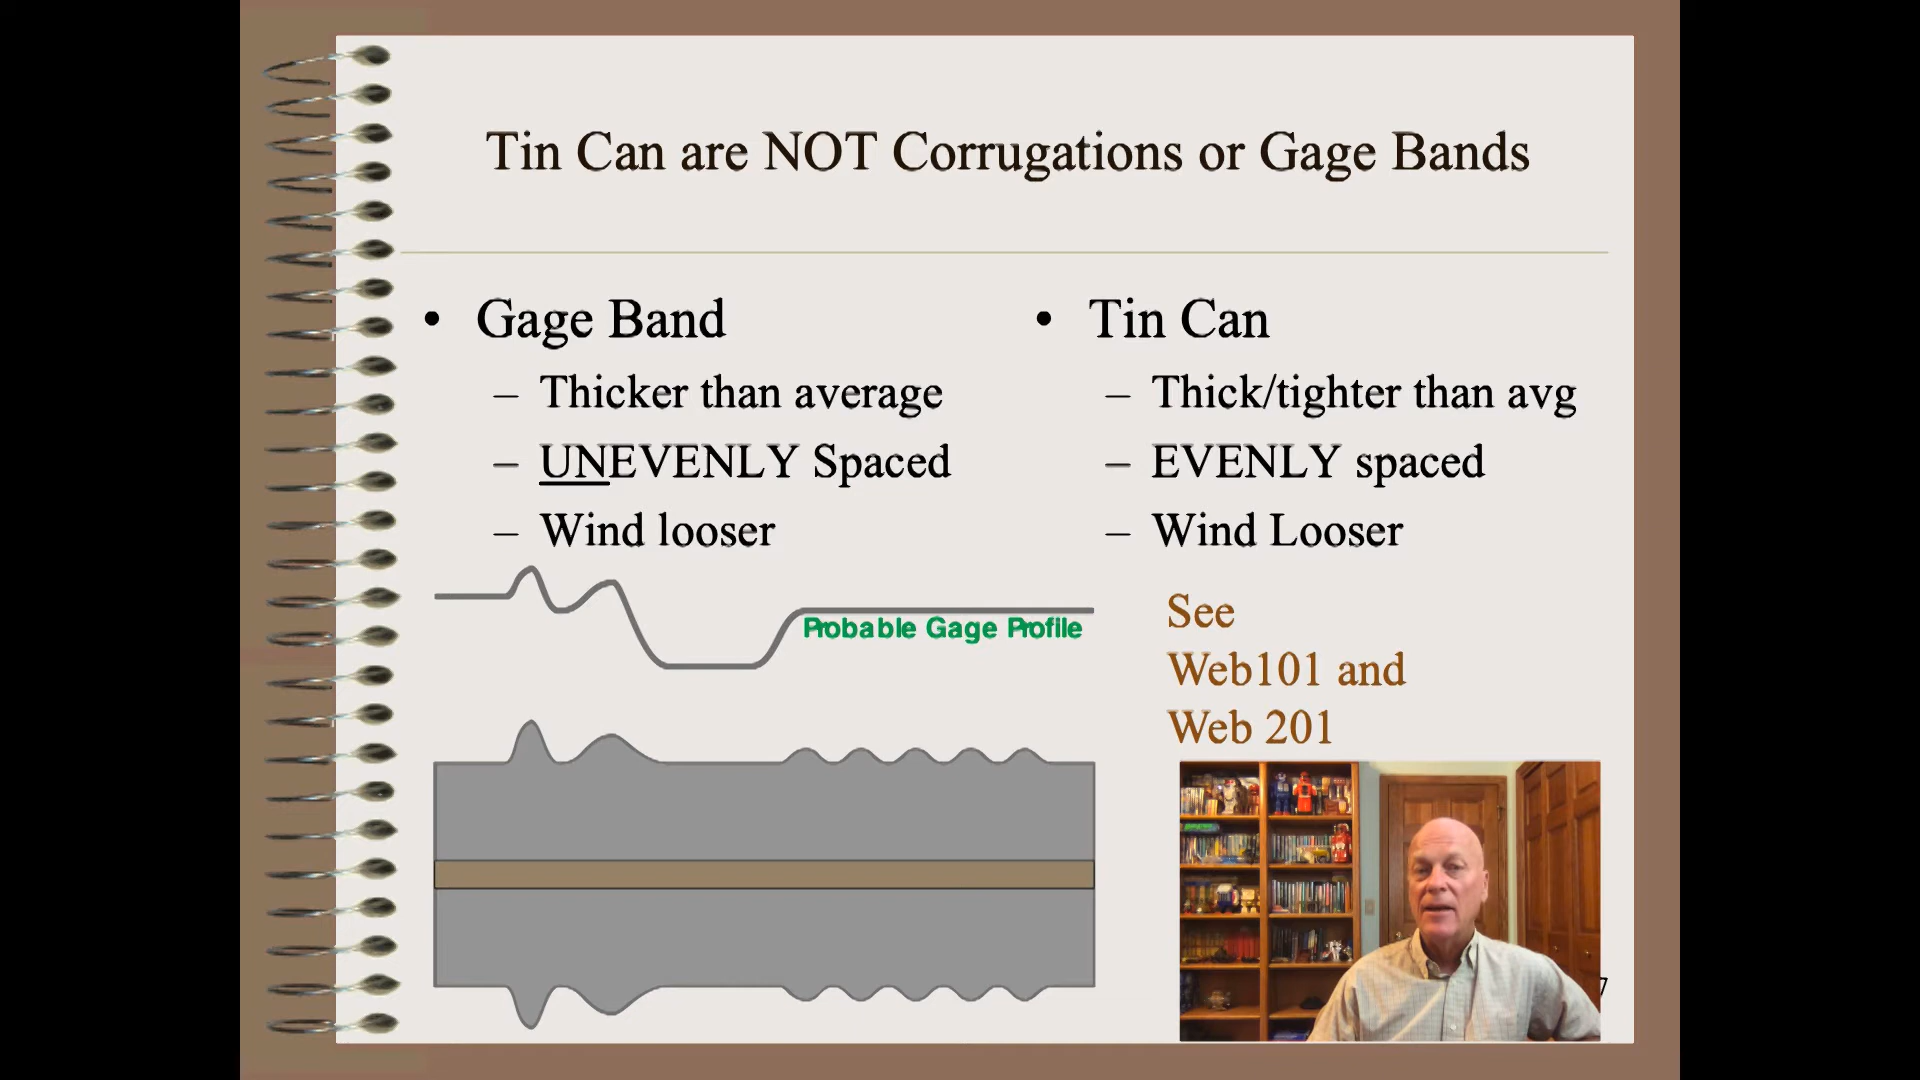 Tin Can are NOT Corrugations or Gage Bands
• Gage Band
– Thicker than average
– UNEVENLY Spaced
– Wind looser
• Tin Can
– Thick/tighter than avg
– EVENLY spaced
– Wind Looser
Probable Gage Profile
See
Web101 and
Web 201